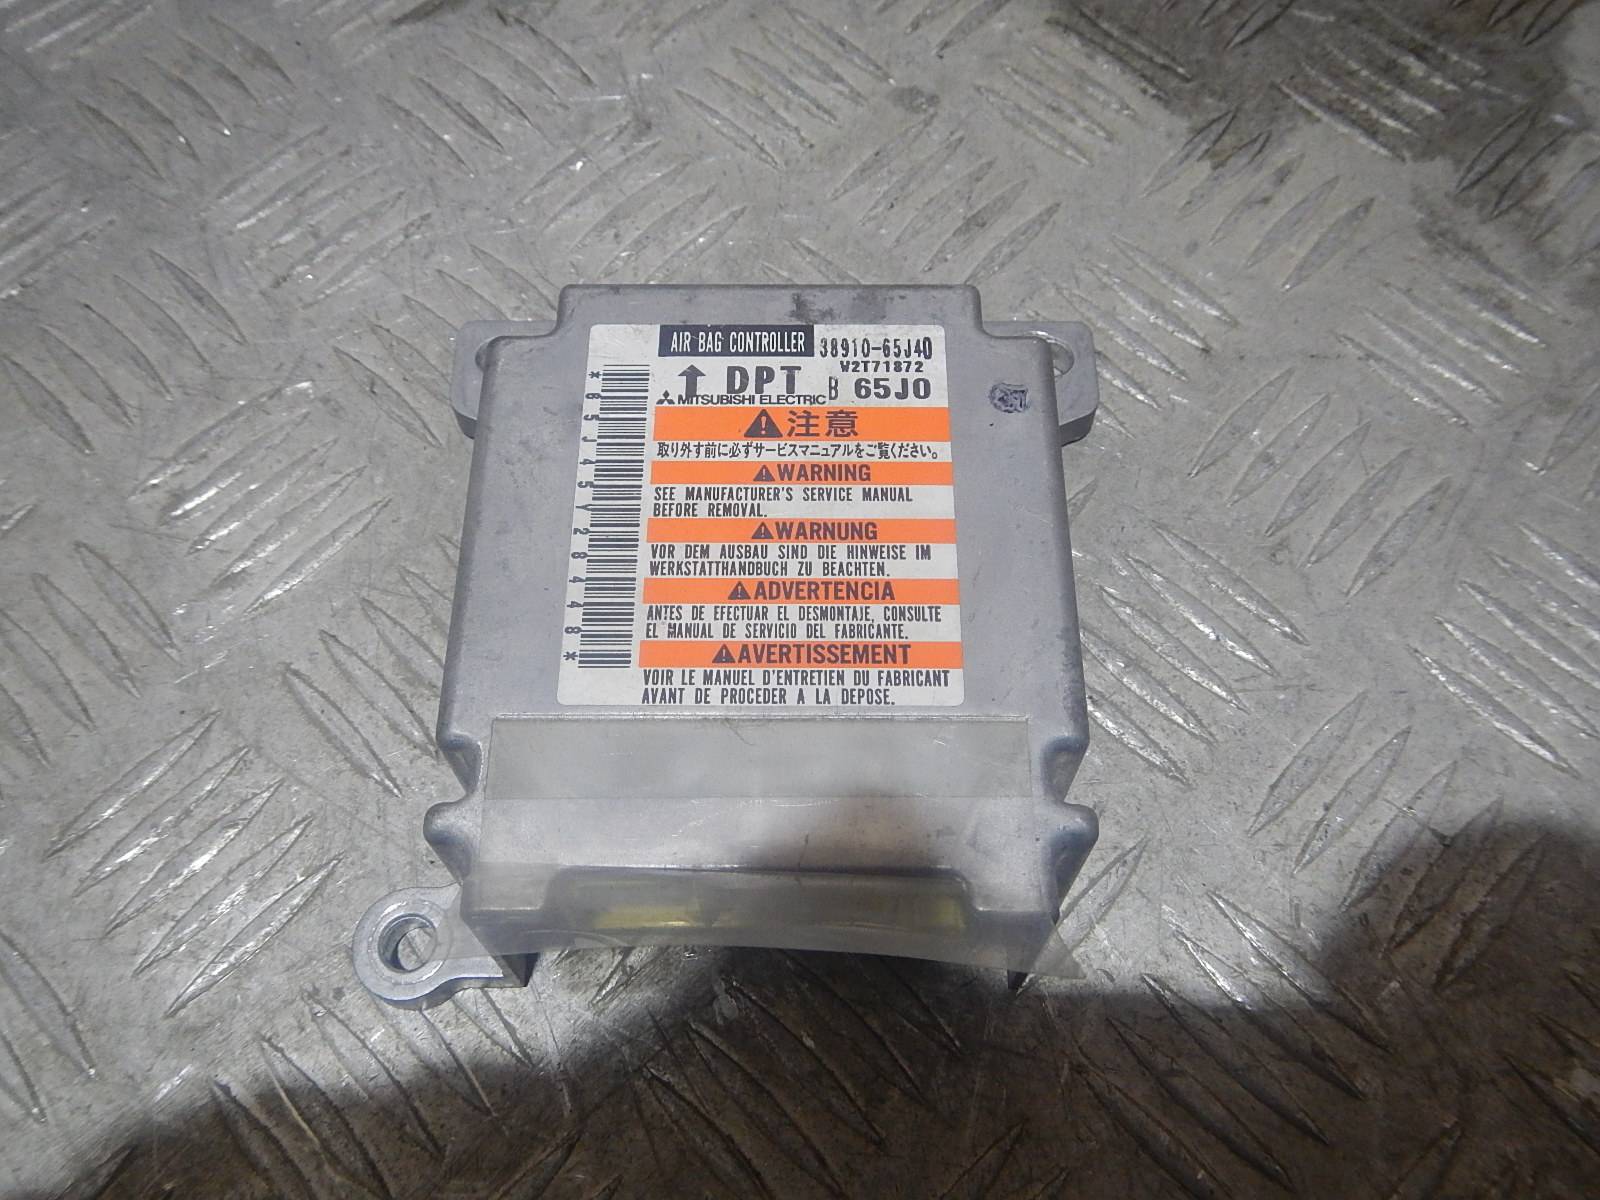 AIR BAG CONTROLLER 38910-65J40
W2T71872
↑ DPT B 65J0
MITSUBISHI ELECTRIC
*65J45Y28448*
注意
取り外す前に必ずサービスマニュアルをご覧ください。
WARNING
SEE MANUFACTURER'S SERVICE MANUAL
BEFORE REMOVAL.
WARNUNG
VOR DEM AUSBAU SIND DIE HINWEISE IM
WERKSTATTHANDBUCH ZU BEACHTEN.
ADVERTENCIA
ANTES DE EFECTUAR EL DESMONTAJE, CONSULTE
EL MANUAL DE SERVICIO DEL FABRICANTE.
AVERTISSEMENT
VOIR LE MANUEL D'ENTRETIEN DU FABRICANT
AVANT DE PROCEDER A LA DEPOSE.